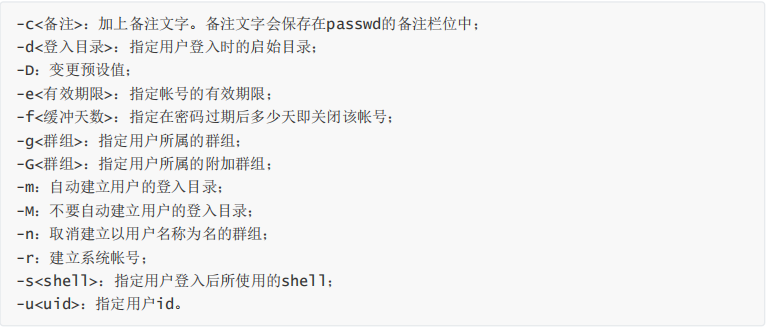 -c<备注>：加上备注文字。备注文字会保存在passwd的备注栏位中；
-d<登入目录>：指定用户登入时的启始目录；
-D：变更预设值；
-e<有效期限>：指定帐号的有效期限；
-f<缓冲天数>：指定在密码过期后多少天即关闭该帐号；
-g<群组>：指定用户所属的群组；
-G<群组>：指定用户所属的附加群组；
-m：自动建立用户的登入目录；
-M：不要自动建立用户的登入目录；
-n：取消建立以用户名称为名的群组；
-r：建立系统帐号；
-s<shell>：指定用户登入后所使用的shell；
-u<uid>：指定用户id。